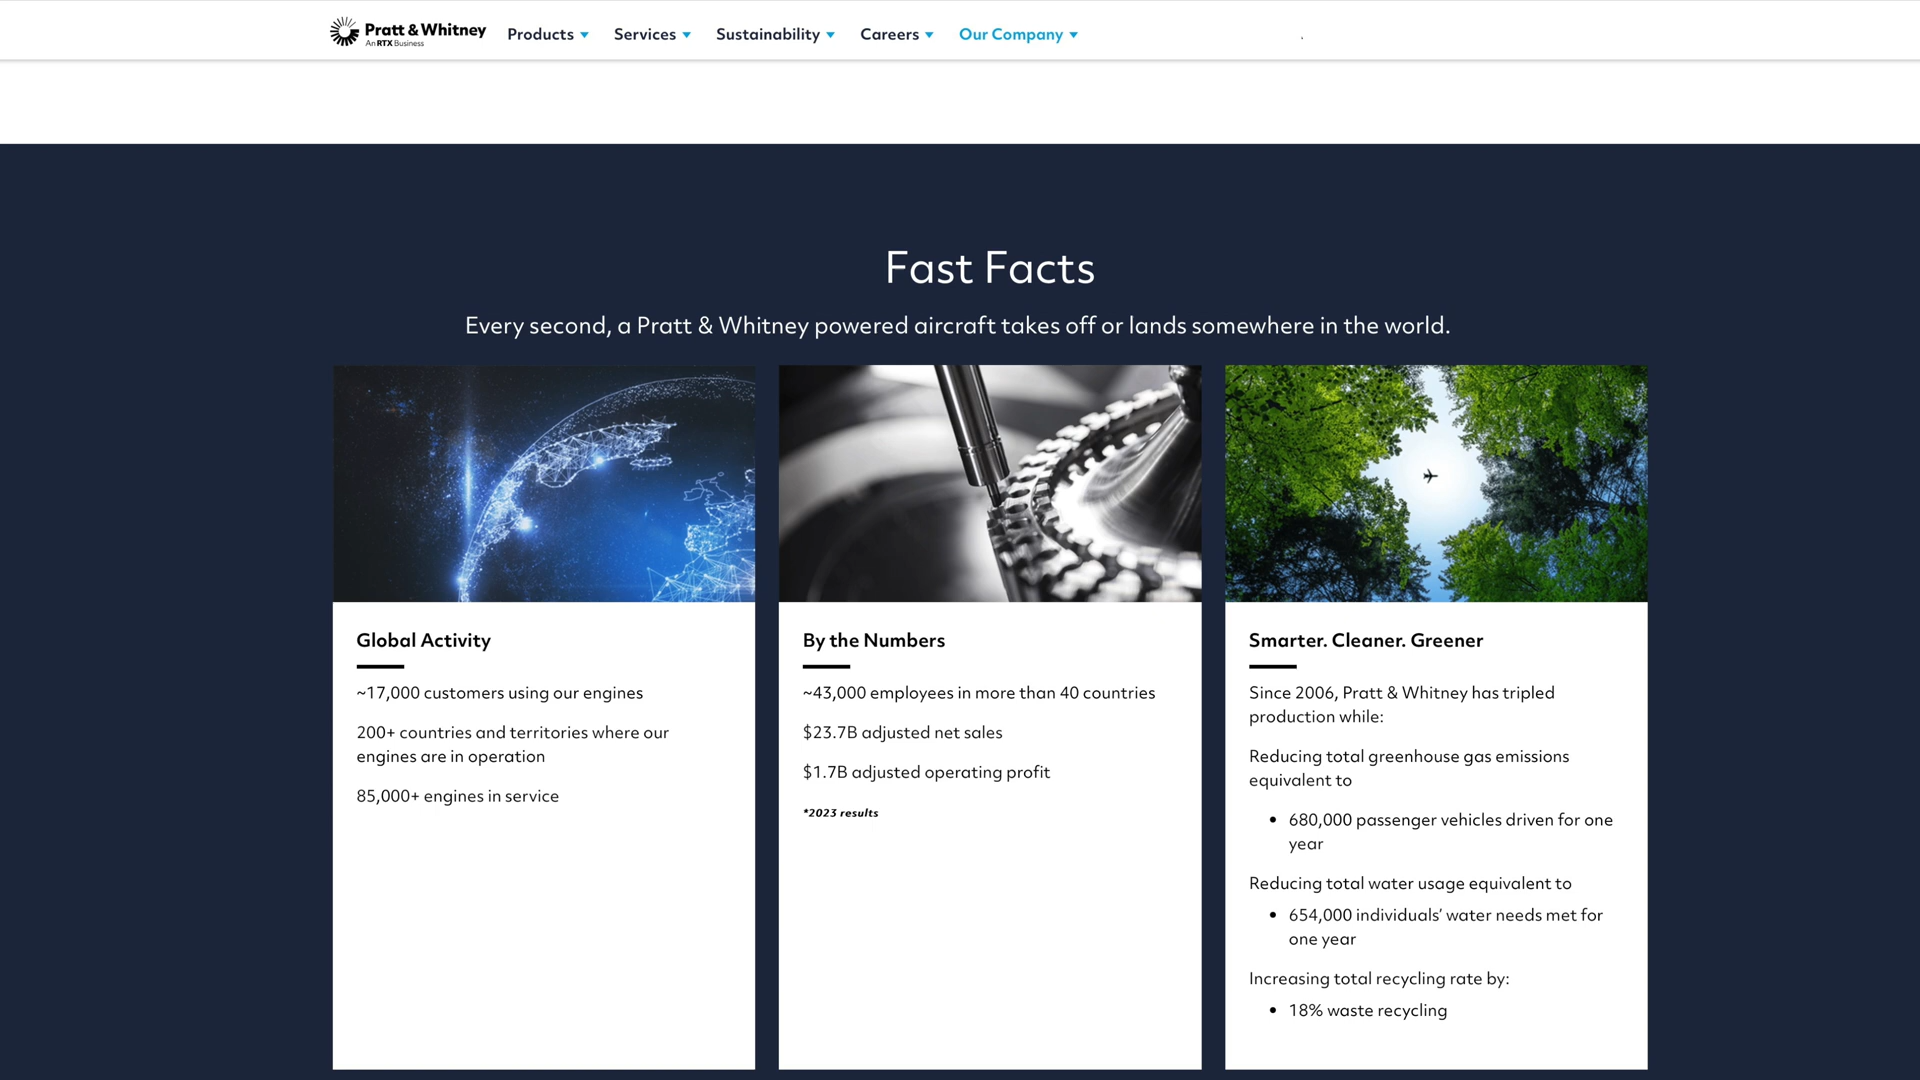 Pratt & Whitney
An RTX Business
Products
Services
Sustainability
Careers
Our Company
Fast Facts
Every second, a Pratt & Whitney powered aircraft takes off or lands somewhere in the world.
Global Activity
~17,000 customers using our engines
200+ countries and territories where our
engines are in operation
85,000+ engines in service
By the Numbers
~43,000 employees in more than 40 countries
$23.7B adjusted net sales
$1.7B adjusted operating profit
*2023 results
Smarter. Cleaner. Greener
Since 2006, Pratt & Whitney has tripled
production while:
Reducing total greenhouse gas emissions
equivalent to
• 680,000 passenger vehicles driven for one
year
Reducing total water usage equivalent to
• 654,000 individuals’ water needs met for
one year
Increasing total recycling rate by:
• 18% waste recycling